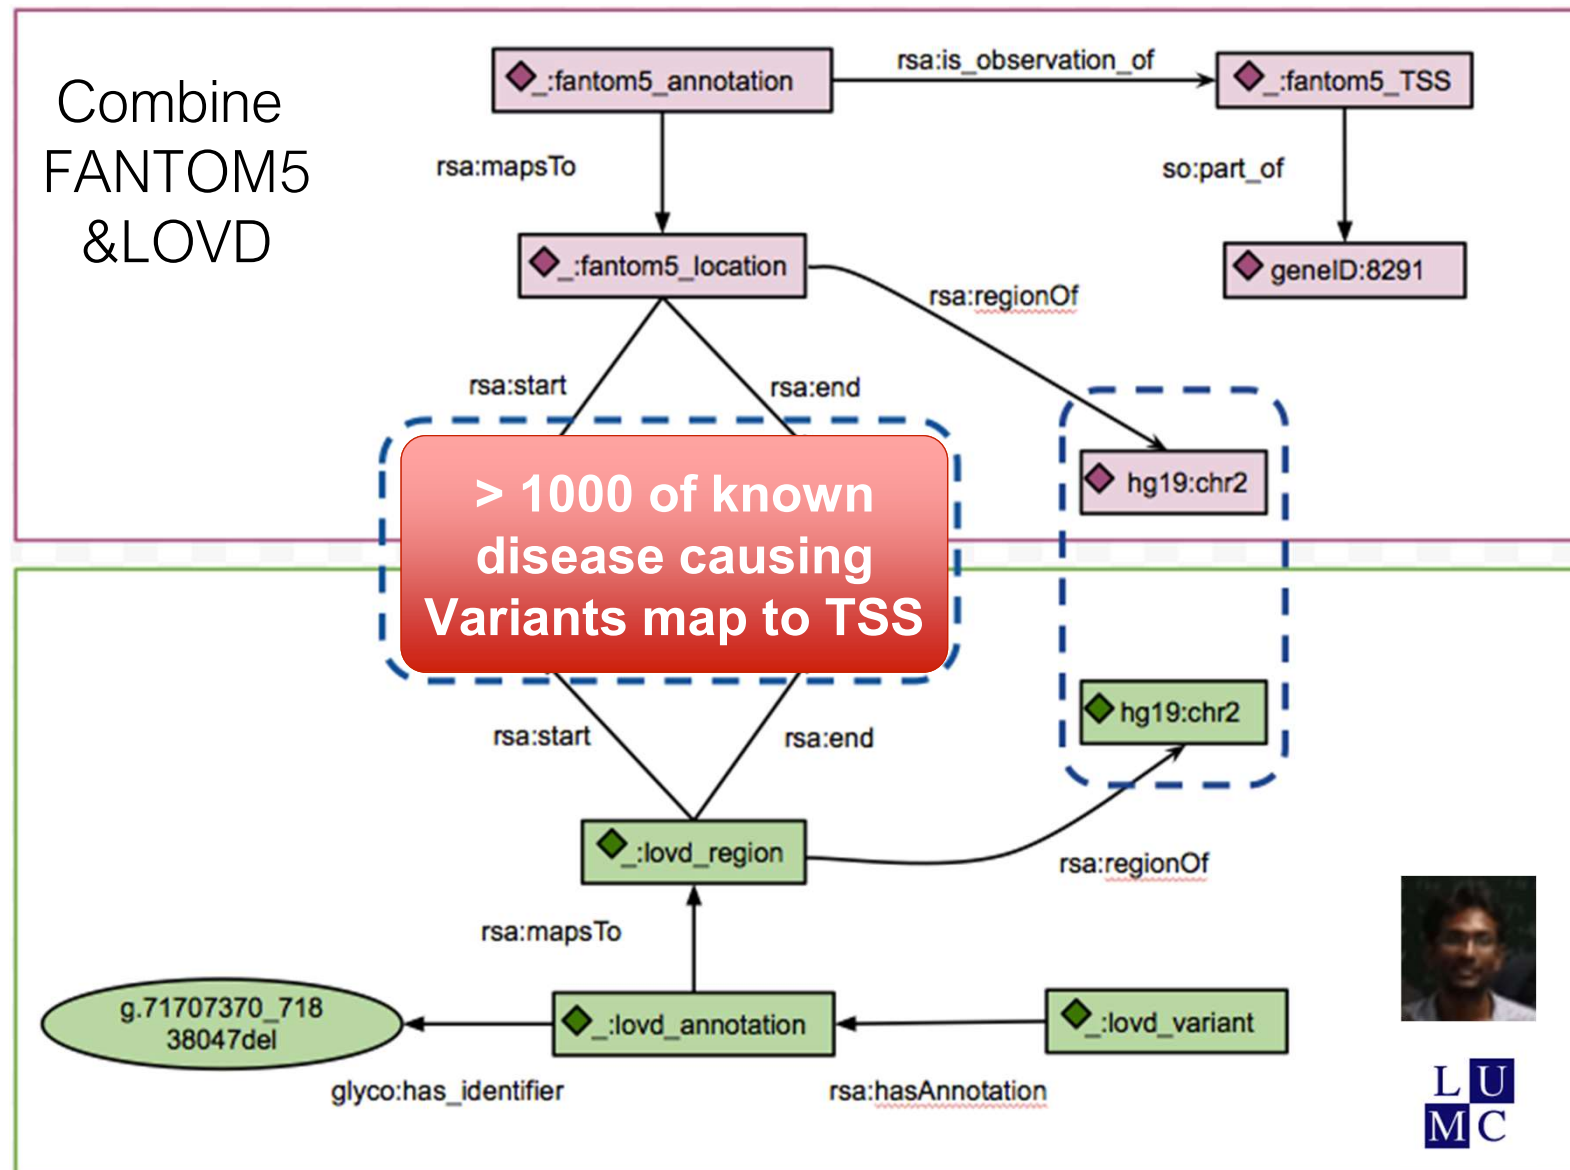 Combine
FANTOM5
&LOVD
_:fantom5_annotation
rsa:is_observation_of
_:fantom5_TSS
rsa:mapsTo
so:part_of
_:fantom5_location
geneID:8291
rsa:regionOf
rsa:start
rsa:end
hg19:chr2
> 1000 of known
disease causing
Variants map to TSS
hg19:chr2
rsa:start
rsa:end
_:lovd_region
rsa:regionOf
rsa:mapsTo
g.71707370_718
38047del
_:lovd_annotation
_:lovd_variant
glyco:has_identifier
rsa:hasAnnotation
L U
M C